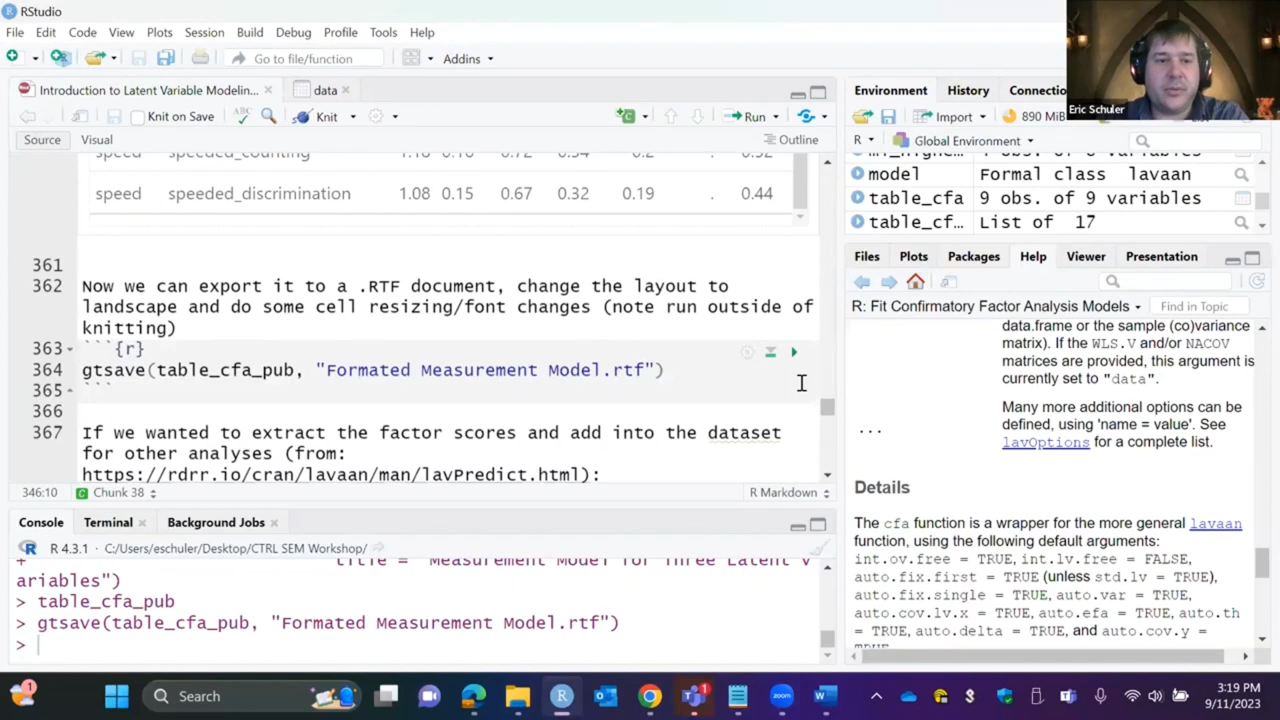 RStudio
File Edit Code View Plots Session Build Debug Profile Tools Help
Go to file/function Addins
Eric Schuler
Introduction to Latent Variable Modelin... data
Knit on Save Knit Run
Source Visual Outline
speed speeded_counting
speed speeded_discrimination 1.08 0.15 0.67 0.32 0.19 . 0.44
361
362 Now we can export it to a .RTF document, change the layout to
landscape and do some cell resizing/font changes (note run outside of
knitting)
363 ```{r}
364 gtsave(table_cfa_pub, "Formated Measurement Model.rtf")
365 ```
366
367 If we wanted to extract the factor scores and add into the dataset
for other analyses (from:
https://rdrr.io/cran/lavaan/man/lavPredict.html):
346:10 Chunk 38 R Markdown
Console Terminal Background Jobs
R 4.3.1 · C:/Users/eschuler/Desktop/CTRL SEM Workshop/
+ title = "Measurement Model for Three Latent V
ariables")
> table_cfa_pub
> gtsave(table_cfa_pub, "Formated Measurement Model.rtf")
>
Environment History Connectio
Import 890 MiB
R Global Environment
model Formal class lavaan
table_cfa 9 obs. of 9 variables
table_cf... List of 17
Files Plots Packages Help Viewer Presentation
R: Fit Confirmatory Factor Analysis Models Find in Topic
data.frame or the sample (co)variance
matrix). If the WLS.V and/or NACOV
matrices are provided, this argument is
currently set to "data".
... Many more additional options can be
defined, using 'name = value'. See
lavOptions for a complete list.
Details
The cfa function is a wrapper for the more general lavaan
function, using the following default arguments:
int.ov.free = TRUE, int.lv.free = FALSE,
auto.fix.first = TRUE (unless std.lv = TRUE),
auto.fix.single = TRUE, auto.var = TRUE,
auto.cov.lv.x = TRUE, auto.efa = TRUE, auto.th
= TRUE, auto.delta = TRUE, and auto.cov.y =
TRUE
1 Search 1
3:19 PM
9/11/2023